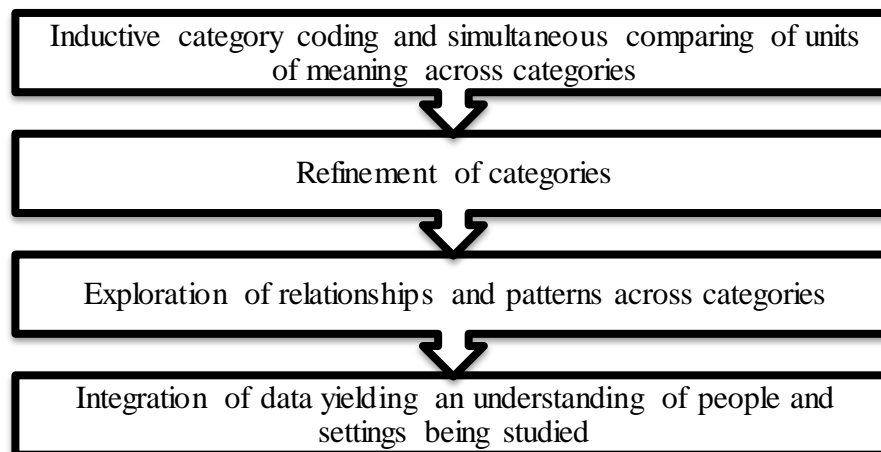 Inductive category coding and simultaneous comparing of units
of meaning across categories
Refinement of categories
Exploration of relationships and patterns across categories
Integration of data yielding an understanding of people and
settings being studied